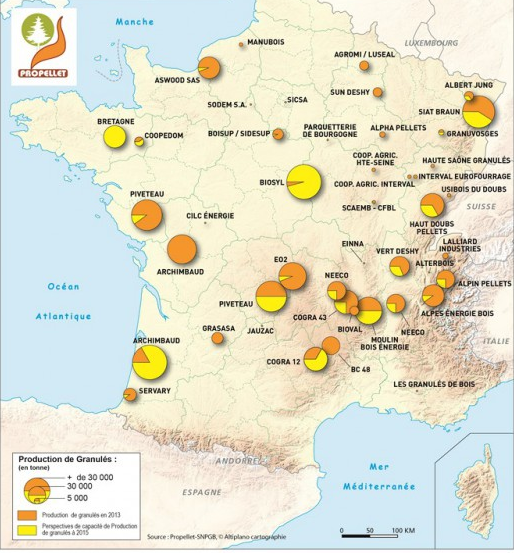 Manche
LUXEMBOURG
PROPELLET
MANUBOIS
AGROMI / LUSEAL
ASWOOD SAS
SUN DESHY
ALBERT JUNG
SODEM S.A.
SICSA
SIAT BRAUN
BRETAGNE
COOPEDOM
BOISUP / SIDESUP
PARQUETTERIE
DE BOURGOGNE
ALPHA PELLETS
GRANUVOSGES
COOP. AGRIC.
HTE-SEINE
HAUTE SAÔNE GRANULÉS
BIOSYL
COOP. AGRIC. INTERVAL
INTERVAL EUROFOURRAGE
USIBOIS DU DOUBS
PIVETEAU
SCAEMB - CFBL
SUISSE
CILC ÉNERGIE
HAUT DOUBS
PELLETS
EINNA
LALLIARD
INDUSTRIES
ARCHIMBAUD
EO2
VERT DESHY
ALTERBOIS
NEECO
ALPIN PELLETS
Océan
Atlantique
PIVETEAU
COGRA 43
ALPES ÉNERGIE BOIS
GRASASA
JAUZAC
BIOVAL
NEECO
MOULIN
BOIS ÉNERGIE
ITALIE
ARCHIMBAUD
COGRA 12
BC 48
SERVARY
LES GRANULÉS DE BOIS
ANDORRE
Production de Granulés :
(en tonne)
+ de 30 000
30 000
5 000
ESPAGNE
Mer
Méditerranée
Production de granulés en 2013
Perspectives de capacité de Production
de granulés à 2015
Source : Propellet-SNPGB, © Altiplano cartographie
0 50 100 KM